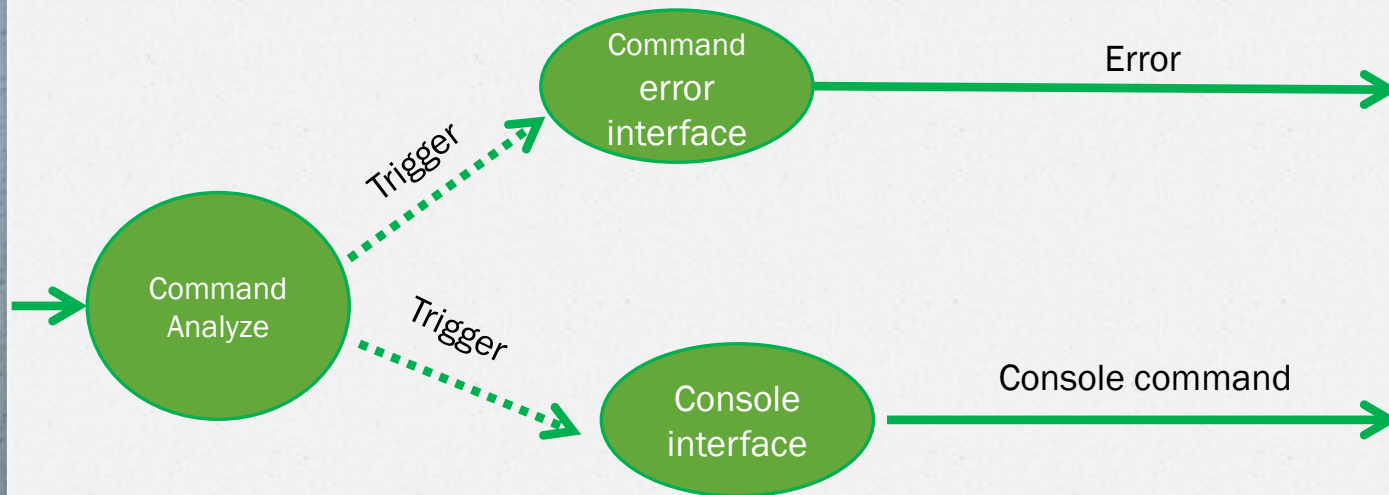 Command
error
interface
Error
Trigger
Command
Analyze
Trigger
Console
interface
Console command